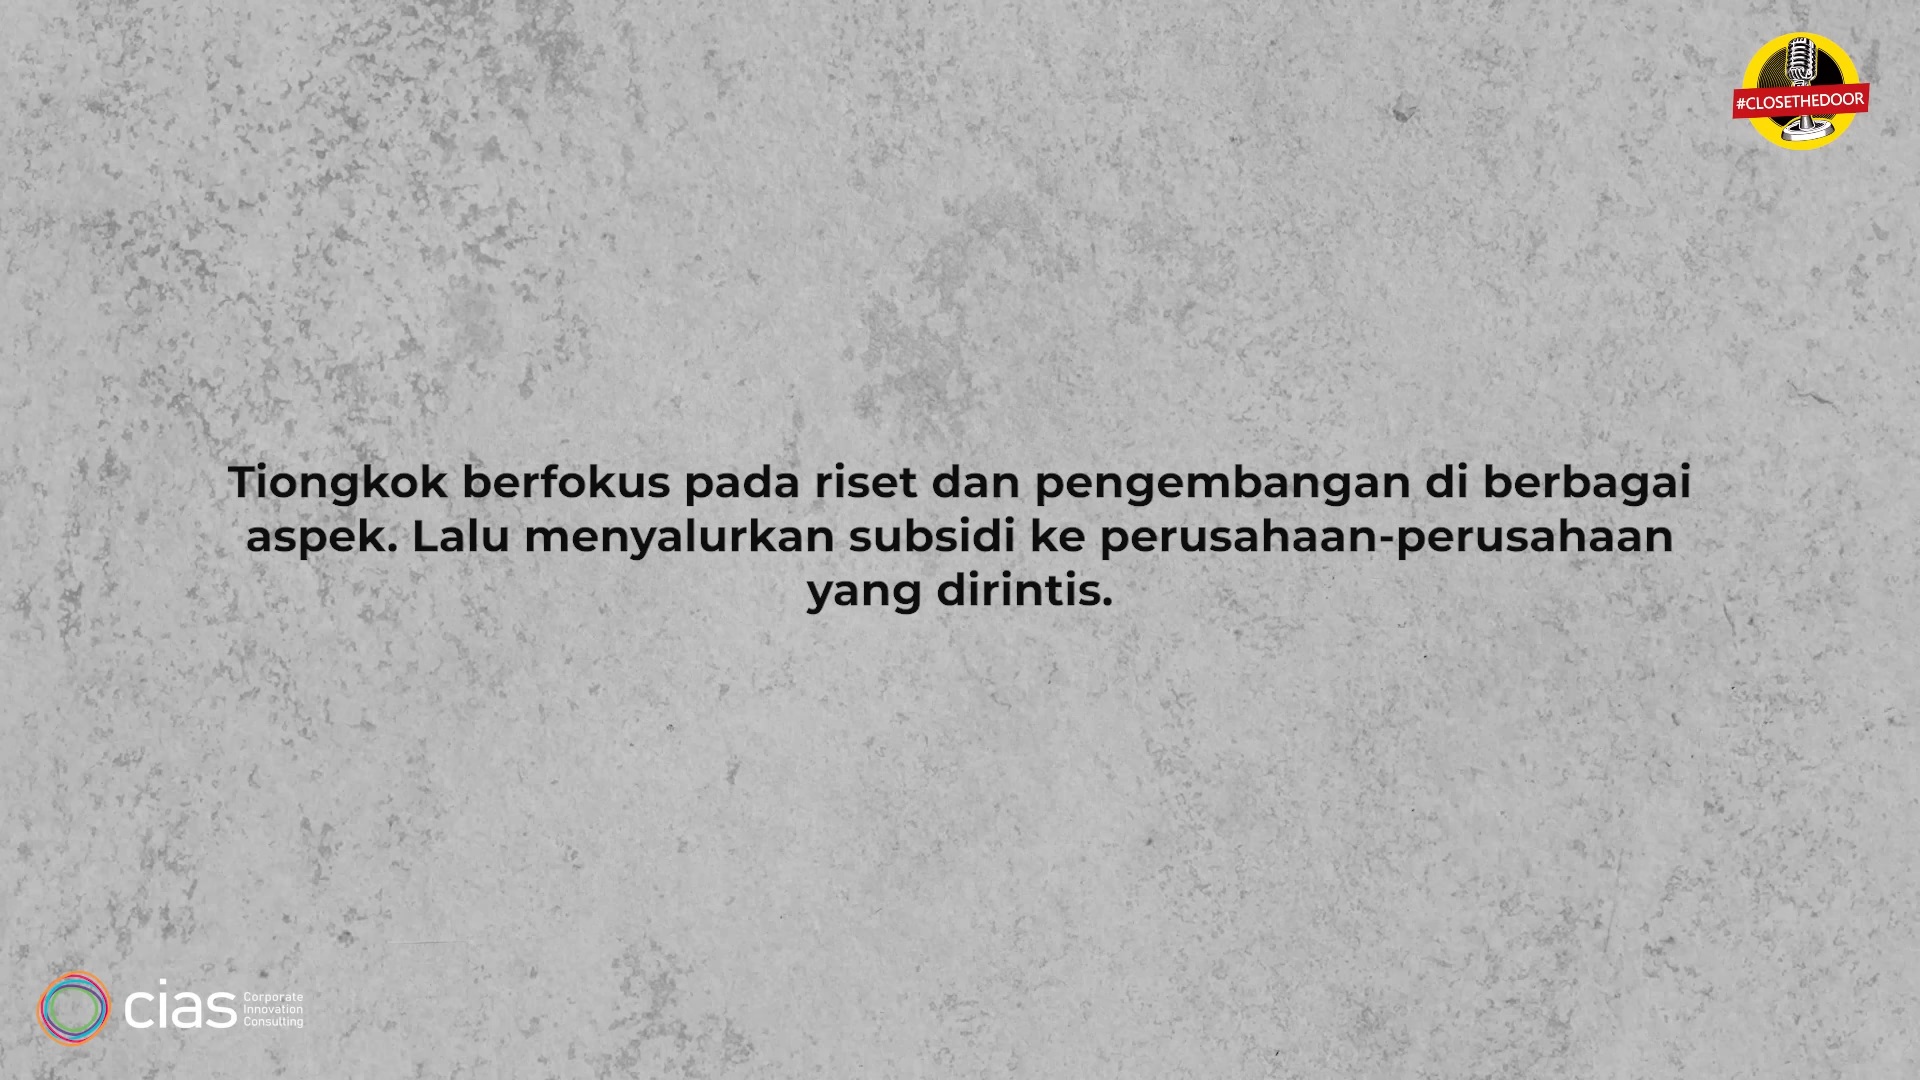 #CLOSETHEDOOR
Tiongkok berfokus pada riset dan pengembangan di berbagai
aspek. Lalu menyalurkan subsidi ke perusahaan-perusahaan
yang dirintis.
cias
Corporate
Innovation
Consulting